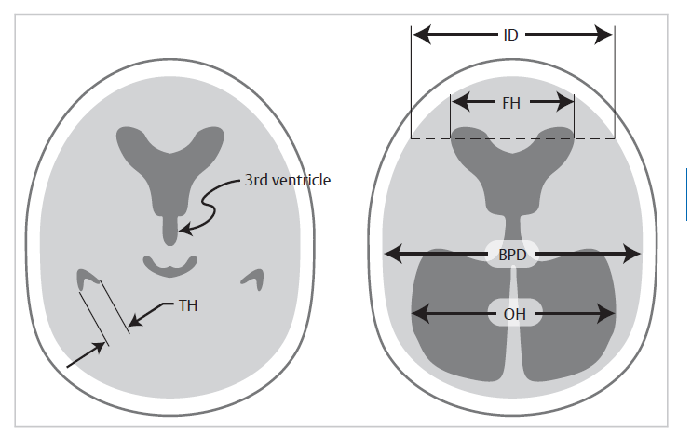 ID
FH
3rd ventricle
BPD
TH
OH